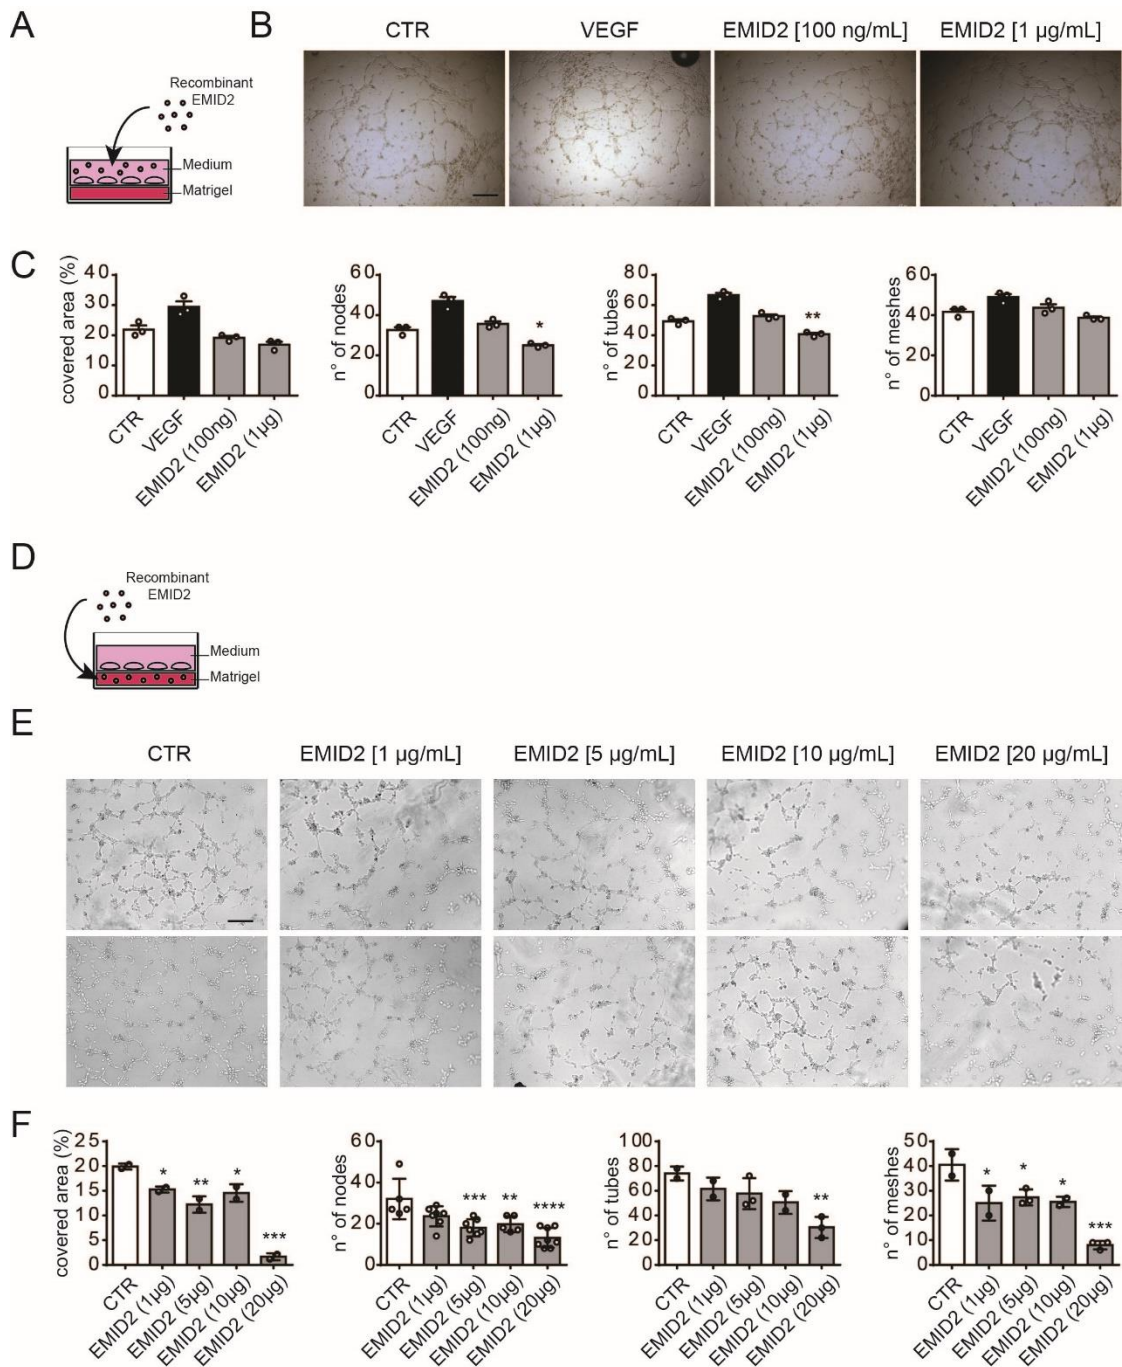 A
Recombinant
EMID2
Medium
Matrigel
B
CTR
VEGF
EMID2 [100 ng/mL]
EMID2 [1 µg/mL]
C
covered area (%)
40
30
20
10
0
CTR
VEGF
EMID2 (100ng)
EMID2 (1µg)
n° of nodes
60
40
20
0
*
CTR
VEGF
EMID2 (100ng)
EMID2 (1µg)
n° of tubes
80
60
40
20
0
**
CTR
VEGF
EMID2 (100ng)
EMID2 (1µg)
n° of meshes
60
40
20
0
CTR
VEGF
EMID2 (100ng)
EMID2 (1µg)
D
Recombinant
EMID2
Medium
Matrigel
E
CTR
EMID2 [1 µg/mL]
EMID2 [5 µg/mL]
EMID2 [10 µg/mL]
EMID2 [20 µg/mL]
F
covered area (%)
25
20
15
10
5
0
*
**
*
***
CTR
EMID2 (1µg)
EMID2 (5µg)
EMID2 (10µg)
EMID2 (20µg)
n° of nodes
60
40
20
0
***
**
****
CTR
EMID2 (1µg)
EMID2 (5µg)
EMID2 (10µg)
EMID2 (20µg)
n° of tubes
100
80
60
40
20
0
**
CTR
EMID2 (1µg)
EMID2 (5µg)
EMID2 (10µg)
EMID2 (20µg)
n° of meshes
50
40
30
20
10
0
*
*
*
***
CTR
EMID2 (1µg)
EMID2 (5µg)
EMID2 (10µg)
EMID2 (20µg)